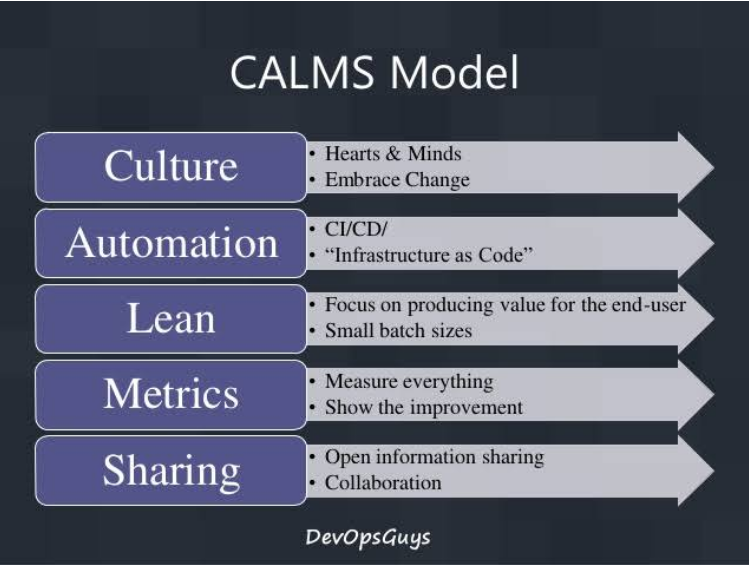 CALMS Model
Culture
• Hearts & Minds
• Embrace Change
Automation
• CI/CD/
• “Infrastructure as Code”
Lean
• Focus on producing value for the end-user
• Small batch sizes
Metrics
• Measure everything
• Show the improvement
Sharing
• Open information sharing
• Collaboration
DevOpsGuys